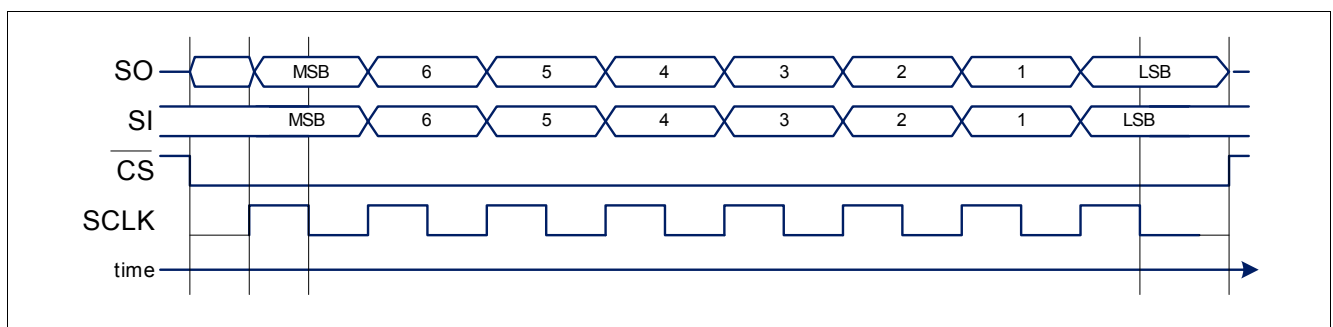 SO MSB 6 5 4 3 2 1 LSB
SI MSB 6 5 4 3 2 1 LSB
CS
SCLK
time